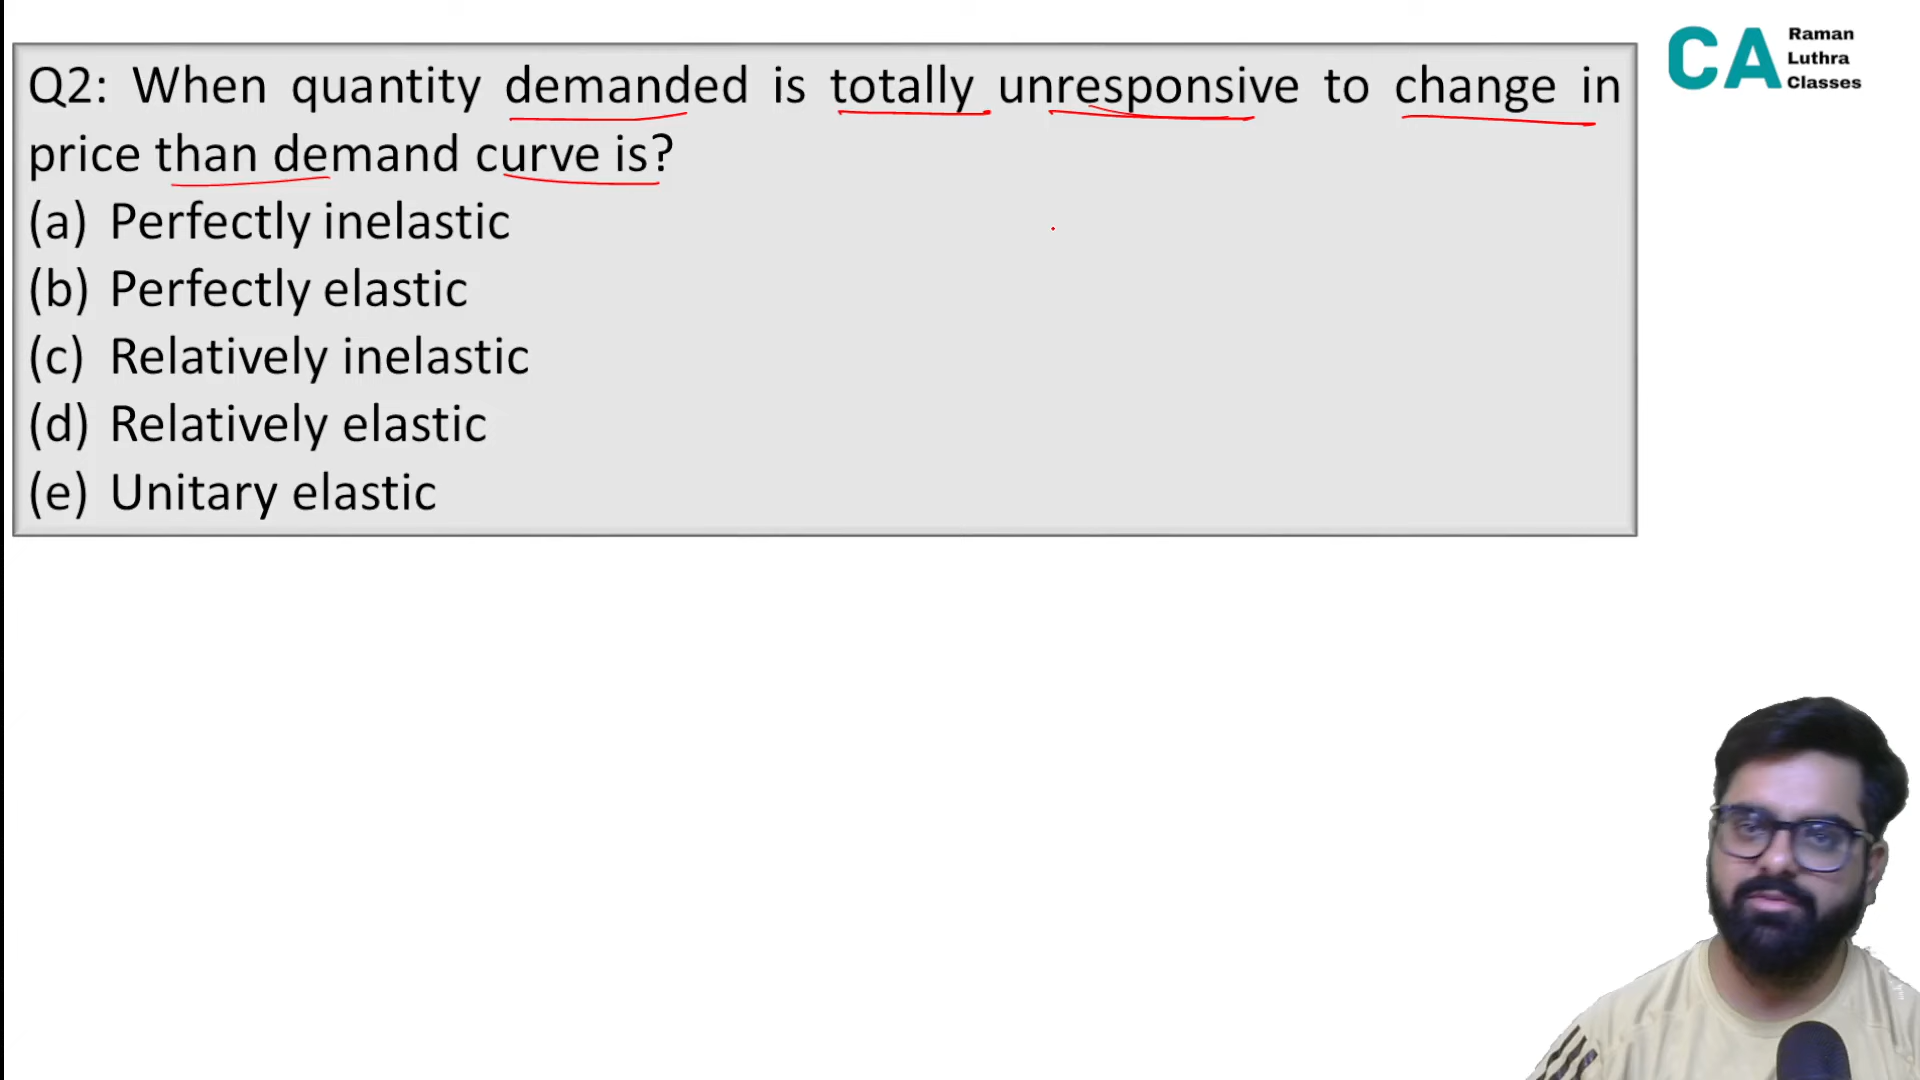 Q2: When quantity demanded is totally unresponsive to change in
price than demand curve is?
(a) Perfectly inelastic
(b) Perfectly elastic
(c) Relatively inelastic
(d) Relatively elastic
(e) Unitary elastic
CA Raman
Luthra
Classes